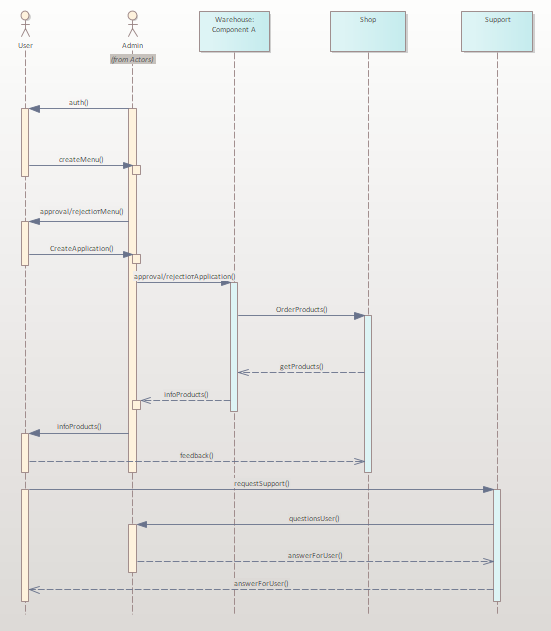 Warehouse:
Component A
Shop
Support
User
Admin
(from Actors)
auth()
createMenu()
approval/rejectionMenu()
CreateApplication()
approval/rejectionApplication()
OrderProducts()
getProducts()
infoProducts()
infoProducts()
feedback()
requestSupport()
questionsUser()
answerForUser()
answerForUser()